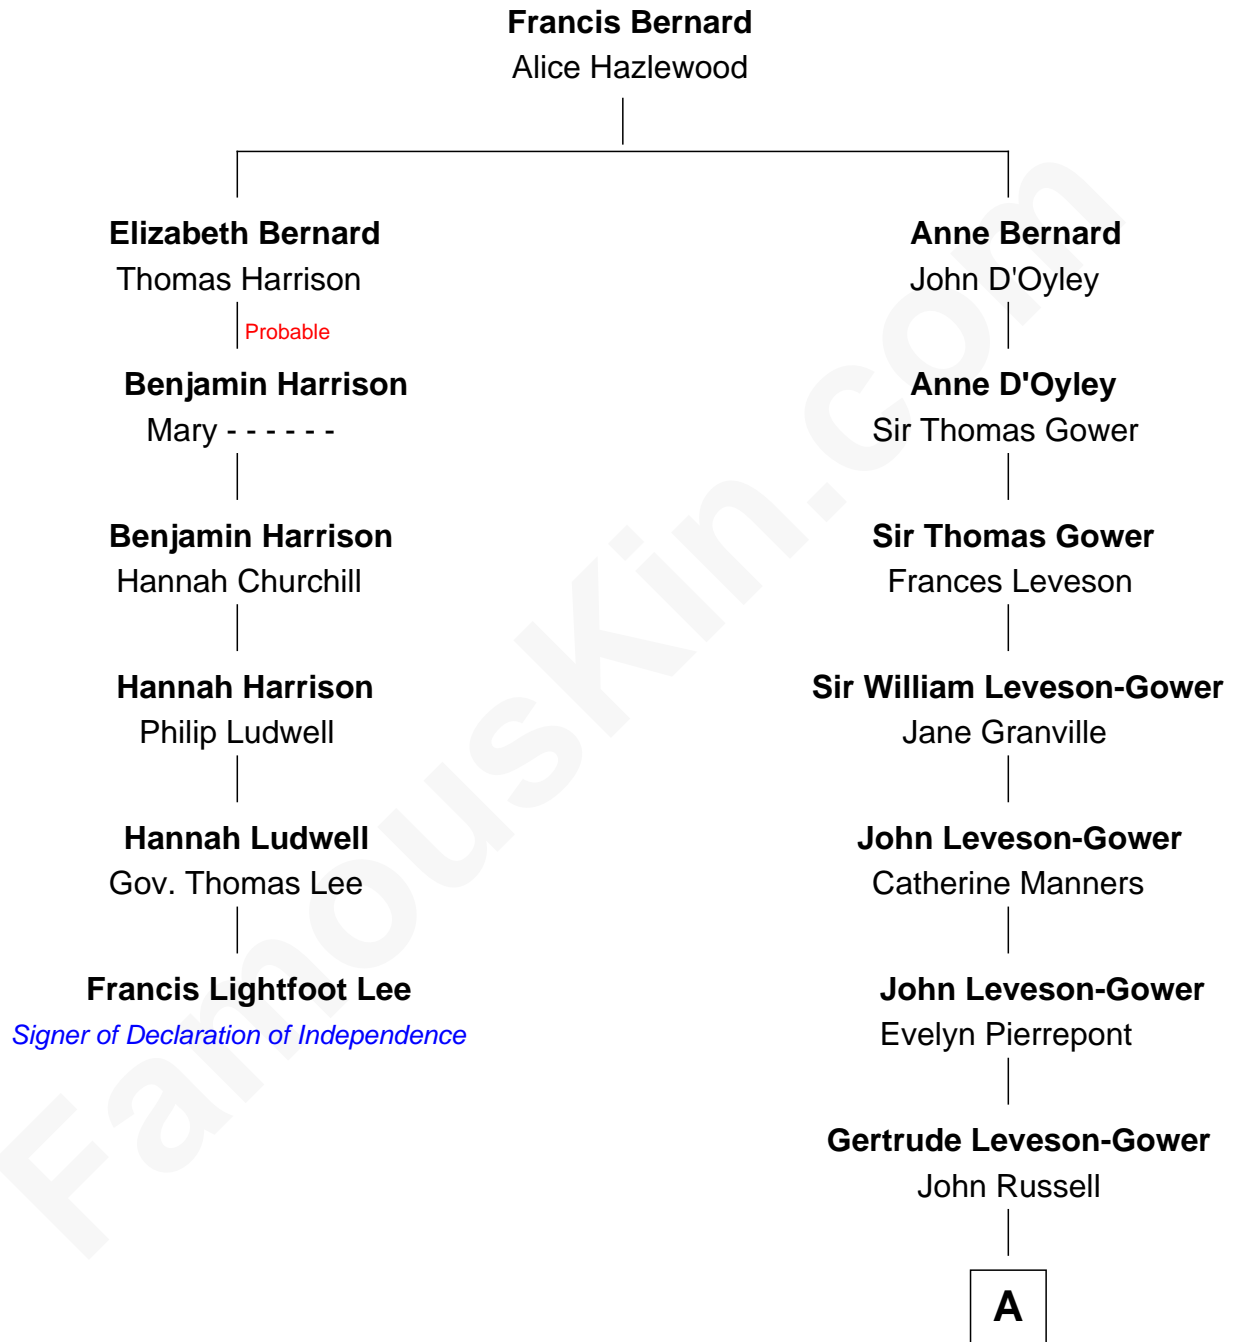 Francis Bernard
Alice Hazlewood
Elizabeth Bernard
Thomas Harrison
Probable
Benjamin Harrison
Mary - - - - - -
Benjamin Harrison
Hannah Churchill
Hannah Harrison
Philip Ludwell
Hannah Ludwell
Gov. Thomas Lee
Francis Lightfoot Lee
Signer of Declaration of Independence
Anne Bernard
John D'Oyley
Anne D'Oyley
Sir Thomas Gower
Sir Thomas Gower
Frances Leveson
Sir William Leveson-Gower
Jane Granville
John Leveson-Gower
Catherine Manners
John Leveson-Gower
Evelyn Pierrepont
Gertrude Leveson-Gower
John Russell
A
FamousKin.com